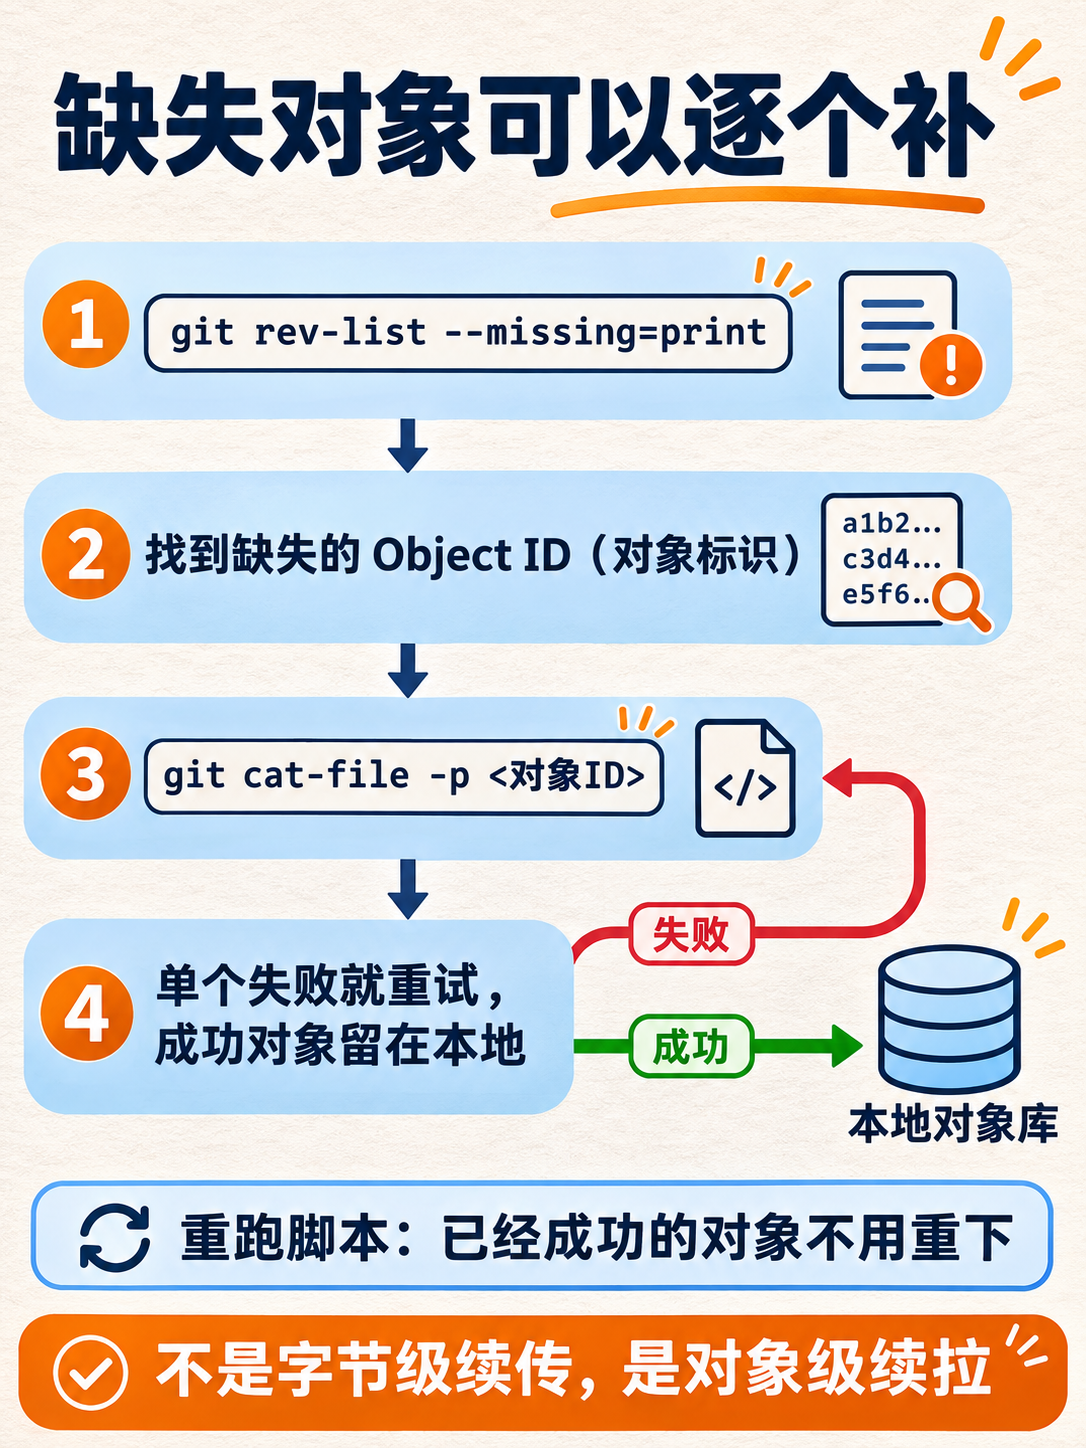 缺失对象可以逐个补
1
git rev-list --missing=print
!
2
找到缺失的 Object ID（对象标识）
a1b2...
c3d4...
e5f6..
3
git cat-file -p <对象ID>
</>
4
单个失败就重试，
成功对象留在本地
失败
成功
本地对象库
重跑脚本：已经成功的对象不用重下
不是字节级续传，是对象级续拉